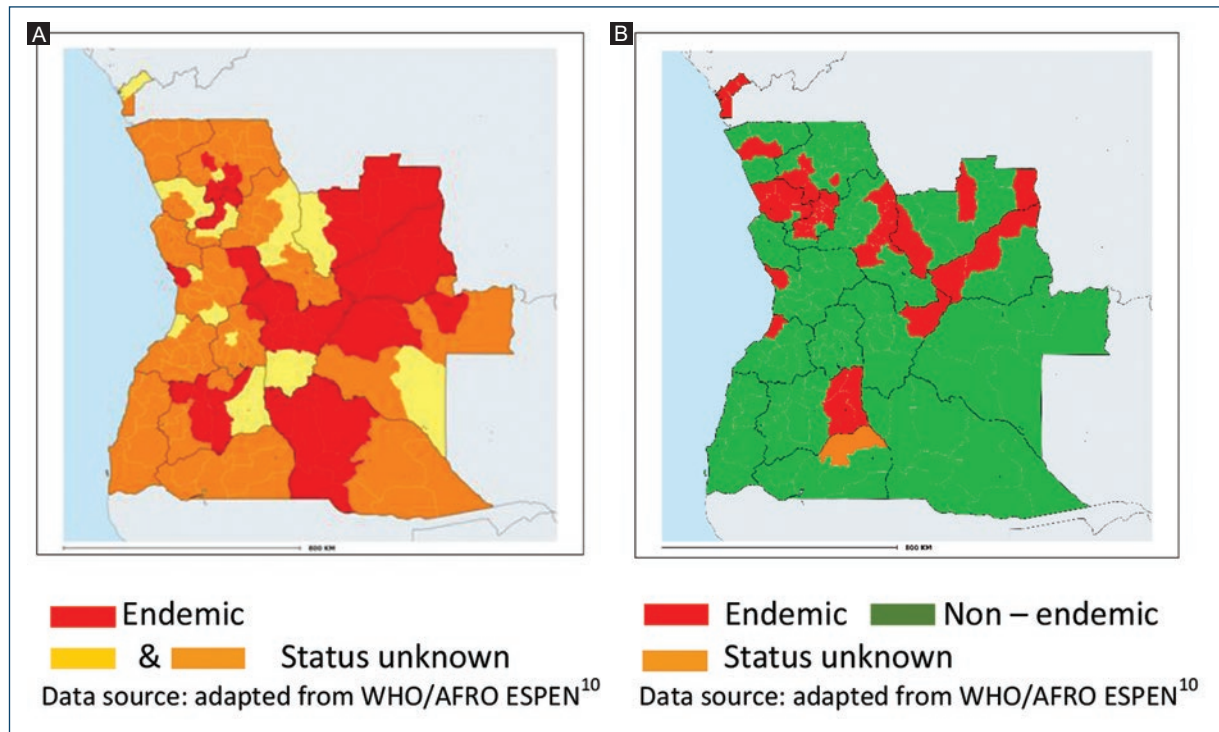 A
B
800 KM
800 KM
Endemic
& Status unknown
Data source: adapted from WHO/AFRO ESPEN10
Endemic Non – endemic
Status unknown
Data source: adapted from WHO/AFRO ESPEN10